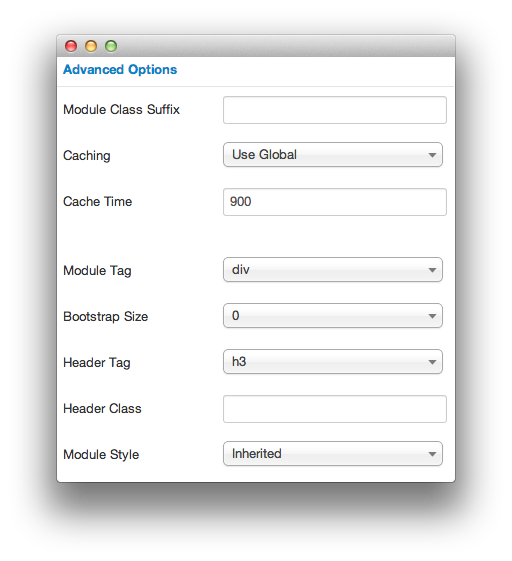 Advanced Options
Module Class Suffix
Caching Use Global
Cache Time 900
Module Tag div
Bootstrap Size 0
Header Tag h3
Header Class
Module Style Inherited